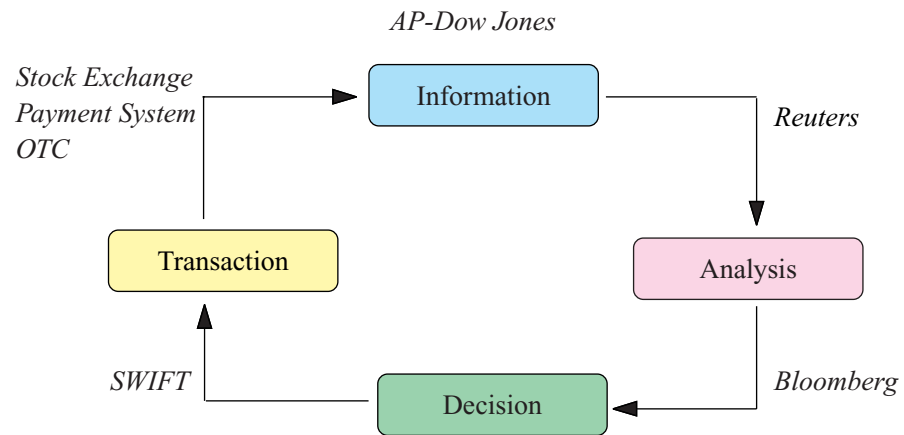 AP-Dow Jones
Stock Exchange
Payment System
OTC
Information
Reuters
Transaction
Analysis
SWIFT
Decision
Bloomberg